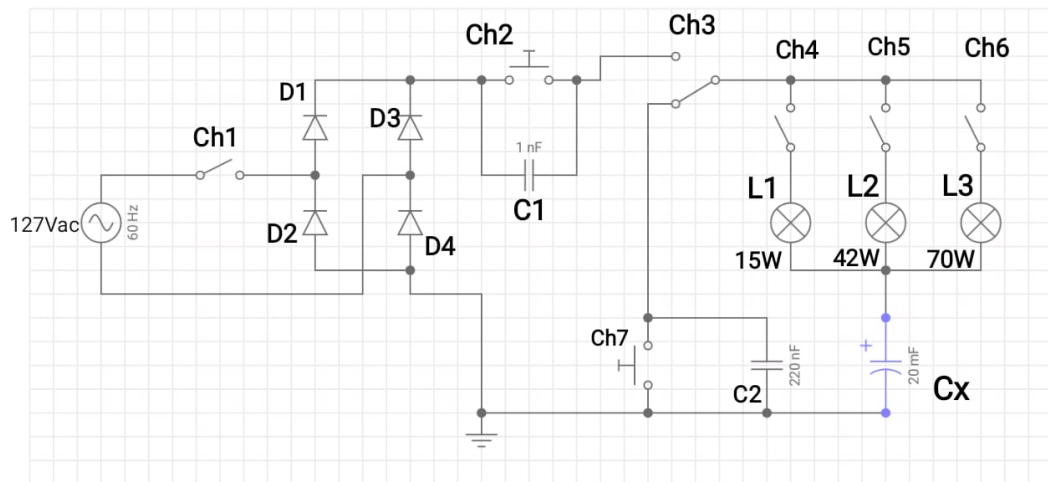 Ch2
Ch3
Ch4
Ch5
Ch6
D1
D3
Ch1
1 nF
C1
L1
L2
L3
127Vac
60 Hz
D2
D4
15W
42W
70W
Ch7
220 nF
C2
+
20 mF
Cx